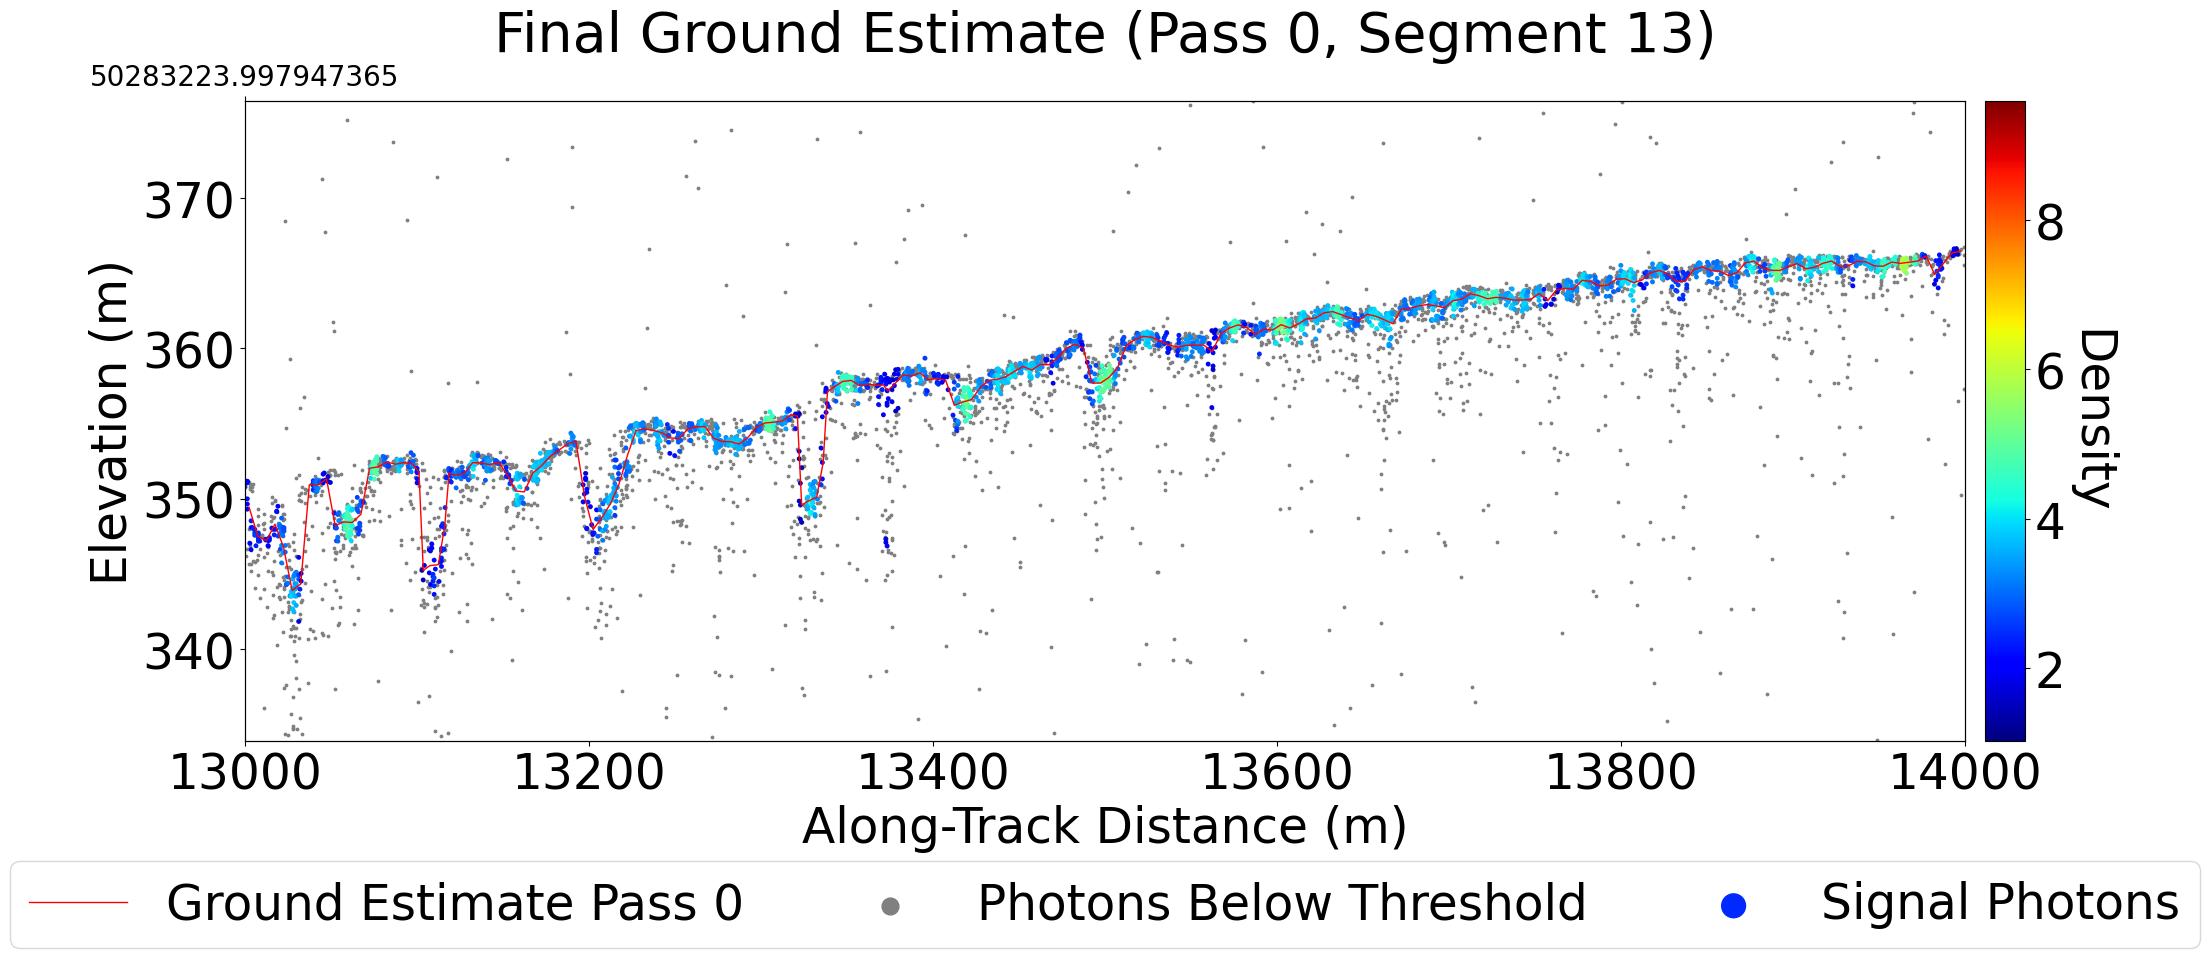 Final Ground Estimate (Pass 0, Segment 13)
50283223.997947365
370
360
350
340
Elevation (m)
13000 13200 13400 13600 13800 14000
Along-Track Distance (m)
8
6
4
2
Density
Ground Estimate Pass 0 Photons Below Threshold Signal Photons